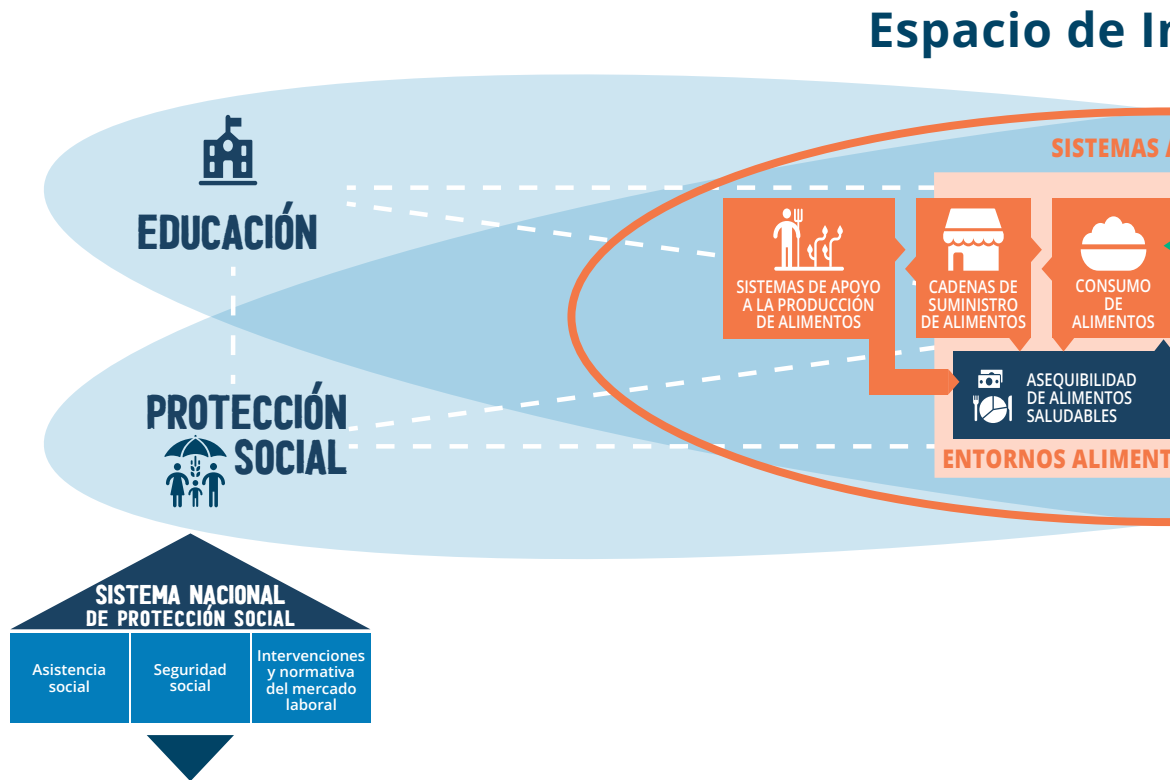 Espacio de In
SISTEMAS A
EDUCACIÓN
SISTEMAS DE APOYO
A LA PRODUCCIÓN
DE ALIMENTOS
CADENAS DE
SUMINISTRO
DE ALIMENTOS
CONSUMO
DE
ALIMENTOS
ASEQUIBILIDAD
DE ALIMENTOS
SALUDABLES
ENTORNOS ALIMENT
PROTECCIÓN
SOCIAL
SISTEMA NACIONAL
DE PROTECCIÓN SOCIAL
Asistencia
social
Seguridad
social
Intervenciones
y normativa
del mercado
laboral